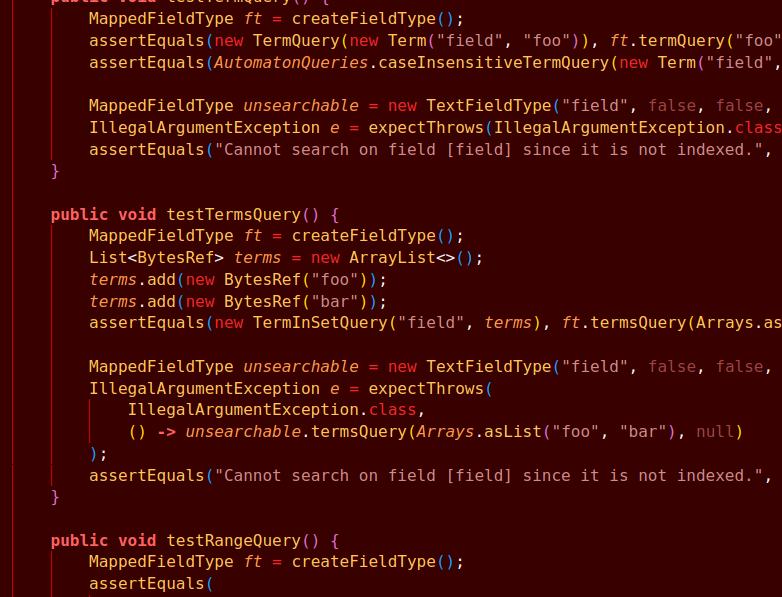 public void testTermQuery() {
    MappedFieldType ft = createFieldType();
    assertEquals(new TermQuery(new Term("field", "foo")), ft.termQuery("foo"
    assertEquals(AutomatonQueries.caseInsensitiveTermQuery(new Term("field",

    MappedFieldType unsearchable = new TextFieldType("field", false, false,
    IllegalArgumentException e = expectThrows(IllegalArgumentException.class
    assertEquals("Cannot search on field [field] since it is not indexed.",
}

public void testTermsQuery() {
    MappedFieldType ft = createFieldType();
    List<BytesRef> terms = new ArrayList<>();
    terms.add(new BytesRef("foo"));
    terms.add(new BytesRef("bar"));
    assertEquals(new TermInSetQuery("field", terms), ft.termsQuery(Arrays.as

    MappedFieldType unsearchable = new TextFieldType("field", false, false,
    IllegalArgumentException e = expectThrows(
        IllegalArgumentException.class,
        () -> unsearchable.termsQuery(Arrays.asList("foo", "bar"), null)
    );
    assertEquals("Cannot search on field [field] since it is not indexed.",
}

public void testRangeQuery() {
    MappedFieldType ft = createFieldType();
    assertEquals(